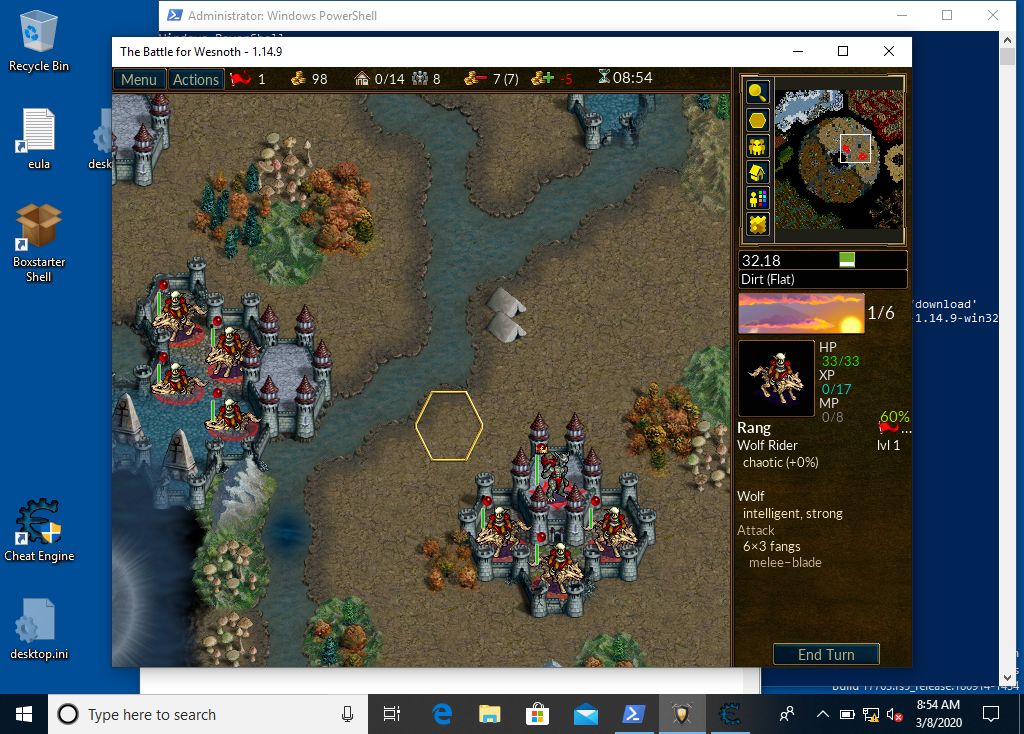 Recycle Bin
eula
desk
Boxstarter
Shell
Cheat Engine
desktop.ini
Administrator: Windows PowerShell
The Battle for Wesnoth - 1.14.9
Menu
Actions
1
98
0/14
8
7 (7)
-5
08:54
32,18
Dirt (Flat)
1/6
HP
33/33
XP
0/17
MP
0/8
60%
Rang
...
Wolf Rider
lvl 1
chaotic (+0%)
Wolf
intelligent, strong
Attack
6×3 fangs
melee–blade
End Turn
/download'
-1.14.9-win32
Type here to search
8:54 AM
3/8/2020